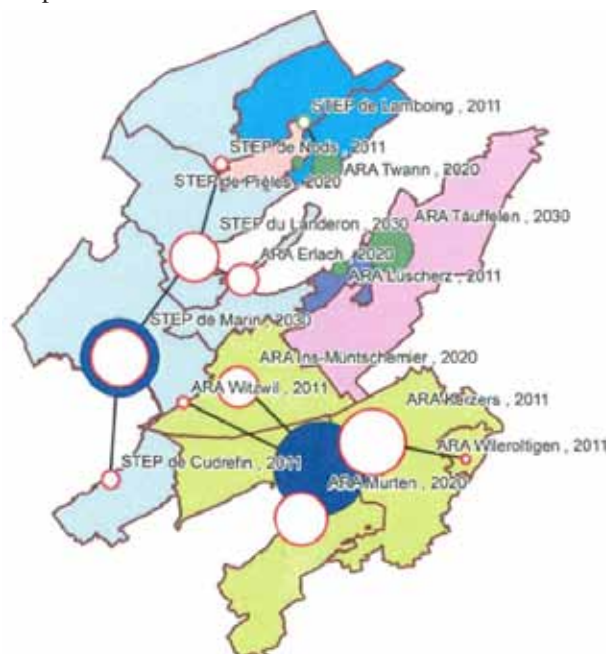 STEP de Lamboing , 2011
STEP de Nods , 2011
ARA Twann , 2020
STEP de Prêles , 2020
STEP du Landeron , 2030
ARA Täuffelen , 2030
ARA Erlach , 2020
ARA Lüscherz , 2011
STEP de Marin , 2030
ARA Ins-Müntschemier , 2020
ARA Witzwil , 2011
ARA Kerzers , 2011
ARA Wileroltigen , 2011
STEP de Cudrefin , 2011
ARA Murten , 2020